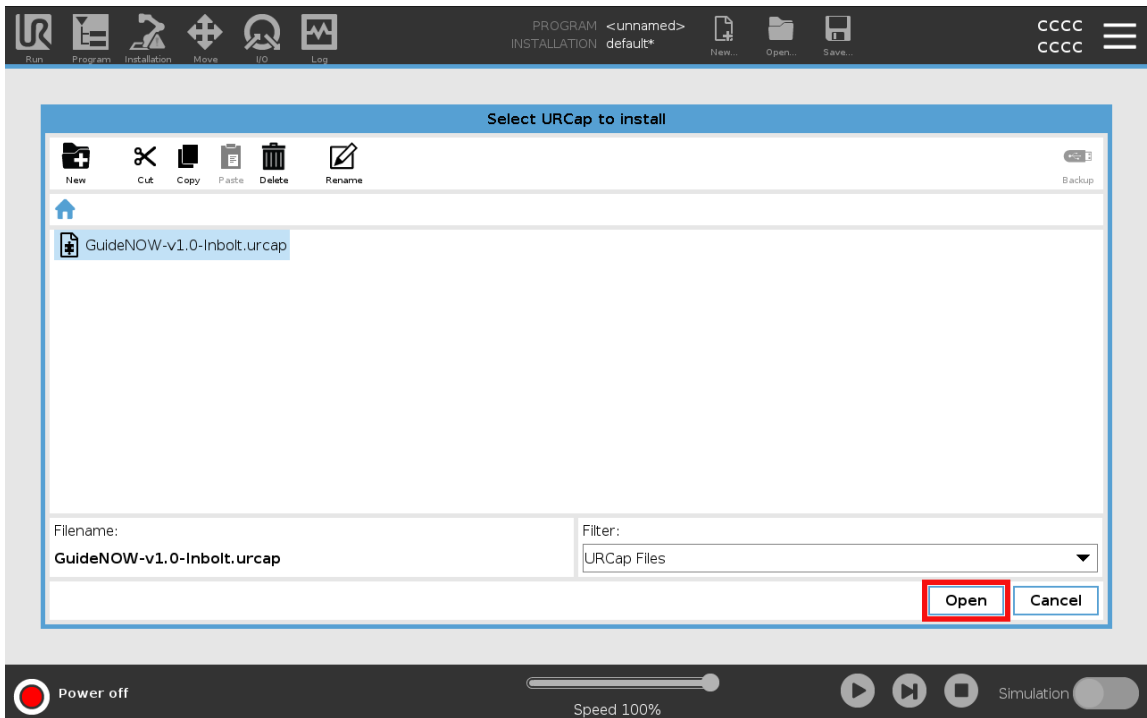 PROGRAM <unnamed>
INSTALLATION default*
CCCC
CCCC
UR
Run
Program
Installation
Move
I/O
Log
New...
Open...
Save...
Select URCap to install
New
Cut
Copy
Paste
Delete
Rename
Backup
GuideNOW-v1.0-Inbolt.urcap
Filename:
GuideNOW-v1.0-Inbolt.urcap
Filter:
URCap Files
Open
Cancel
Power off
Speed 100%
Simulation